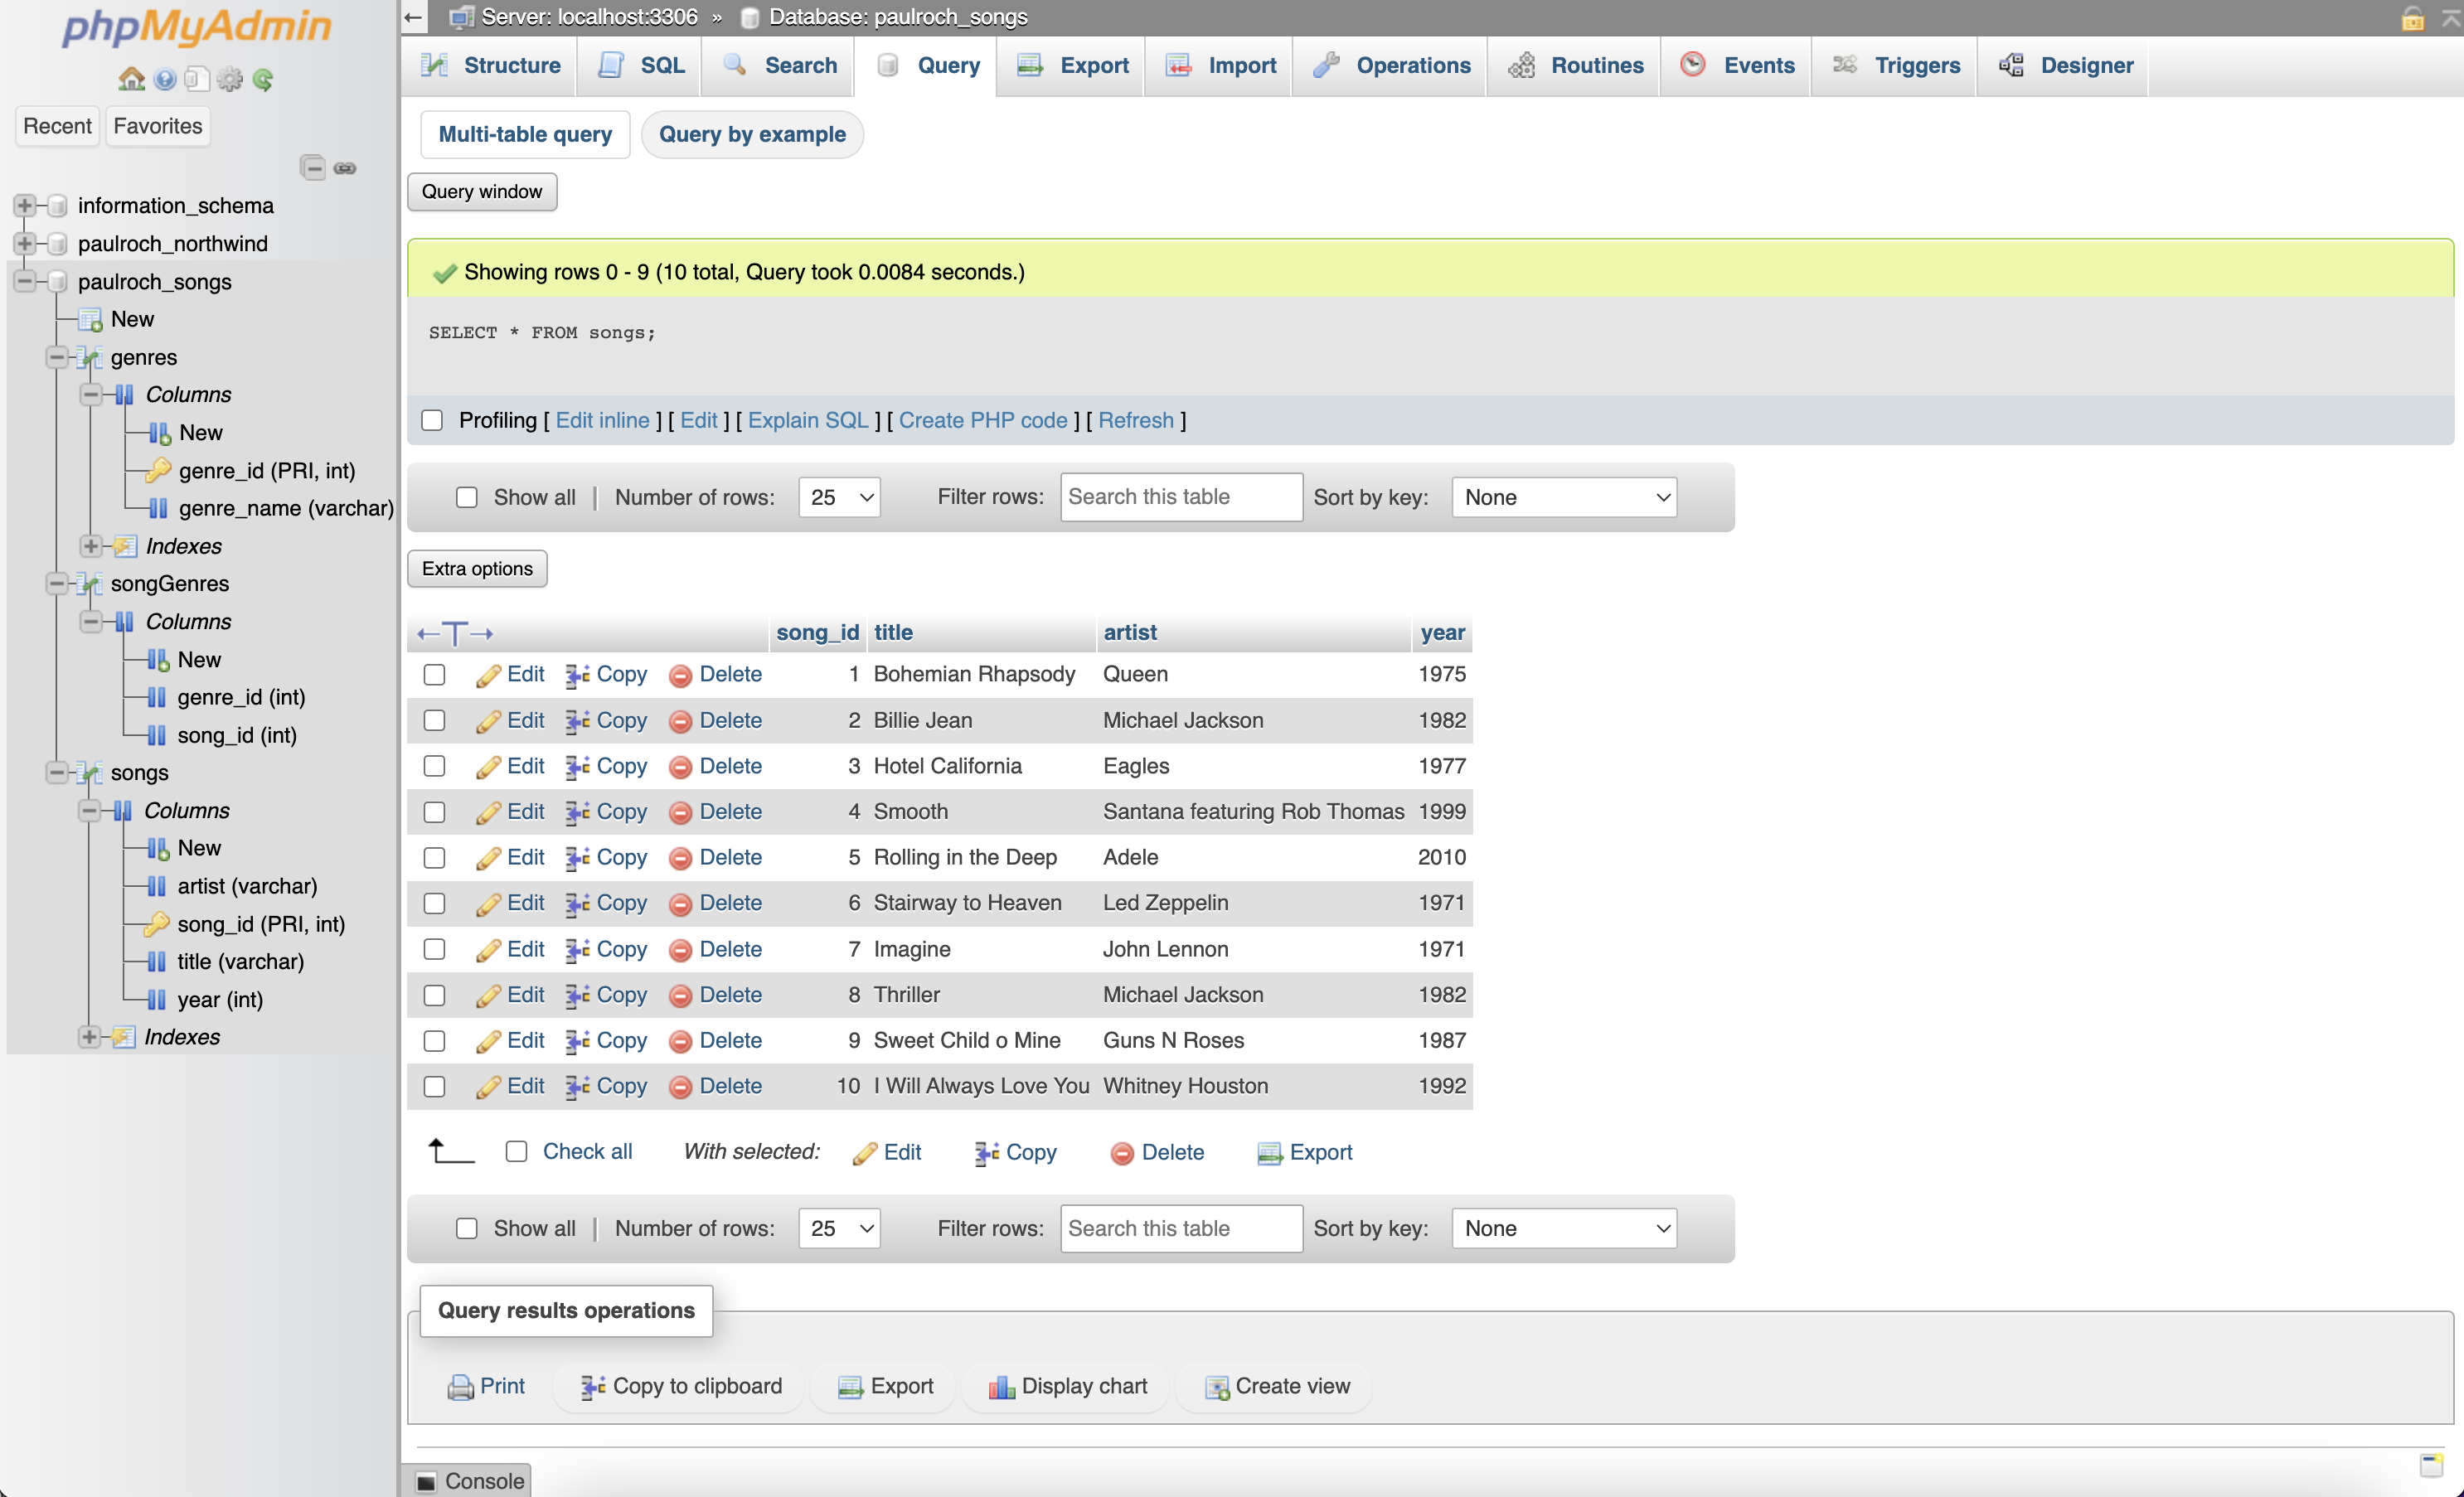 phpMyAdmin
Recent Favorites
information_schema
paulroch_northwind
paulroch_songs
New
genres
Columns
New
genre_id (PRI, int)
genre_name (varchar)
Indexes
songGenres
Columns
New
genre_id (int)
song_id (int)
songs
Columns
New
artist (varchar)
song_id (PRI, int)
title (varchar)
year (int)
Indexes
Server: localhost:3306 » Database: paulroch_songs
Structure SQL Search Query Export Import Operations Routines Events Triggers Designer
Multi-table query Query by example
Query window
Showing rows 0 - 9 (10 total, Query took 0.0084 seconds.)
SELECT * FROM songs;
Profiling [ Edit inline ] [ Edit ] [ Explain SQL ] [ Create PHP code ] [ Refresh ]
Show all | Number of rows: 25 Filter rows: Search this table Sort by key: None
Extra options
←T→ song_id title artist year
Edit Copy Delete 1 Bohemian Rhapsody Queen 1975
Edit Copy Delete 2 Billie Jean Michael Jackson 1982
Edit Copy Delete 3 Hotel California Eagles 1977
Edit Copy Delete 4 Smooth Santana featuring Rob Thomas 1999
Edit Copy Delete 5 Rolling in the Deep Adele 2010
Edit Copy Delete 6 Stairway to Heaven Led Zeppelin 1971
Edit Copy Delete 7 Imagine John Lennon 1971
Edit Copy Delete 8 Thriller Michael Jackson 1982
Edit Copy Delete 9 Sweet Child o Mine Guns N Roses 1987
Edit Copy Delete 10 I Will Always Love You Whitney Houston 1992
Check all With selected: Edit Copy Delete Export
Show all | Number of rows: 25 Filter rows: Search this table Sort by key: None
Query results operations
Print Copy to clipboard Export Display chart Create view
Console